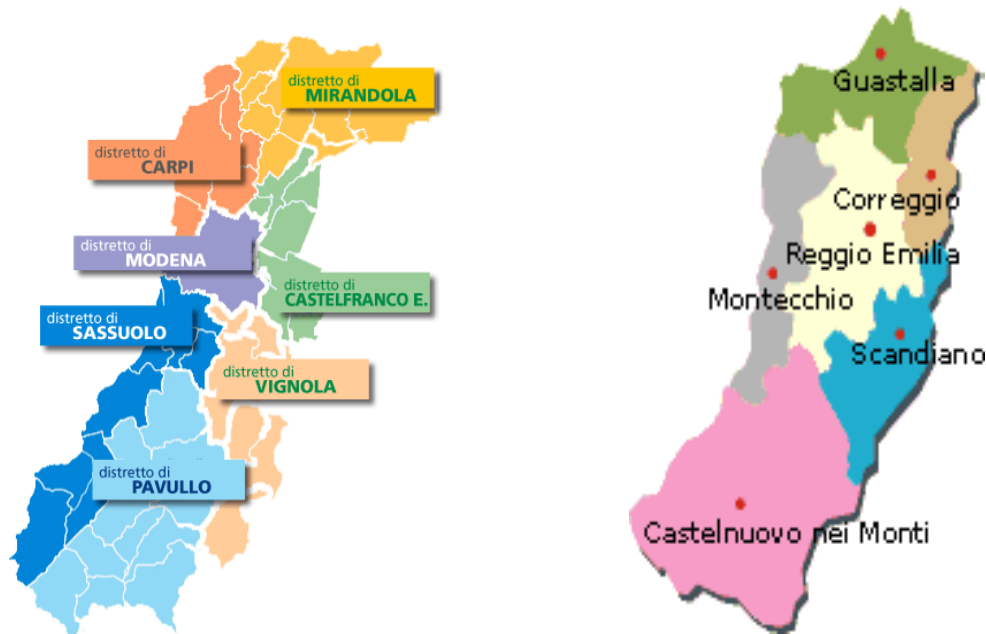 distretto di
MIRANDOLA
distretto di
CARPI
distretto di
MODENA
distretto di
CASTELFRANCO E.
distretto di
SASSUOLO
distretto di
VIGNOLA
distretto di
PAVULLO
Guastalla
Correggio
Reggio Emilia
Montecchio
Scandiano
Castelnuovo nei Monti